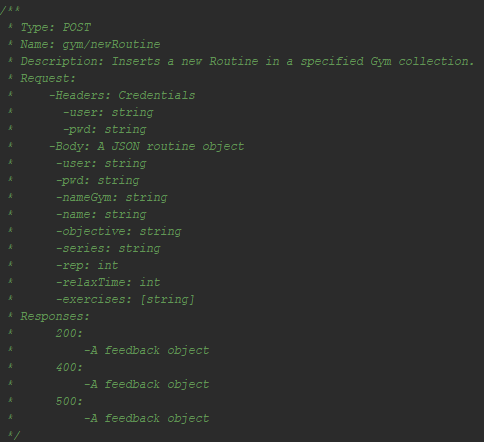 /**
 * Type: POST
 * Name: gym/newRoutine
 * Description: Inserts a new Routine in a specified Gym collection.
 * Request:
 *     -Headers: Credentials
 *       -user: string
 *       -pwd: string
 *     -Body: A JSON routine object
 *      -user: string
 *      -pwd: string
 *      -nameGym: string
 *      -name: string
 *      -objective: string
 *      -series: string
 *      -rep: int
 *      -relaxTime: int
 *      -exercises: [string]
 * Responses:
 *      200:
 *          -A feedback object
 *      400:
 *          -A feedback object
 *      500:
 *          -A feedback object
 */